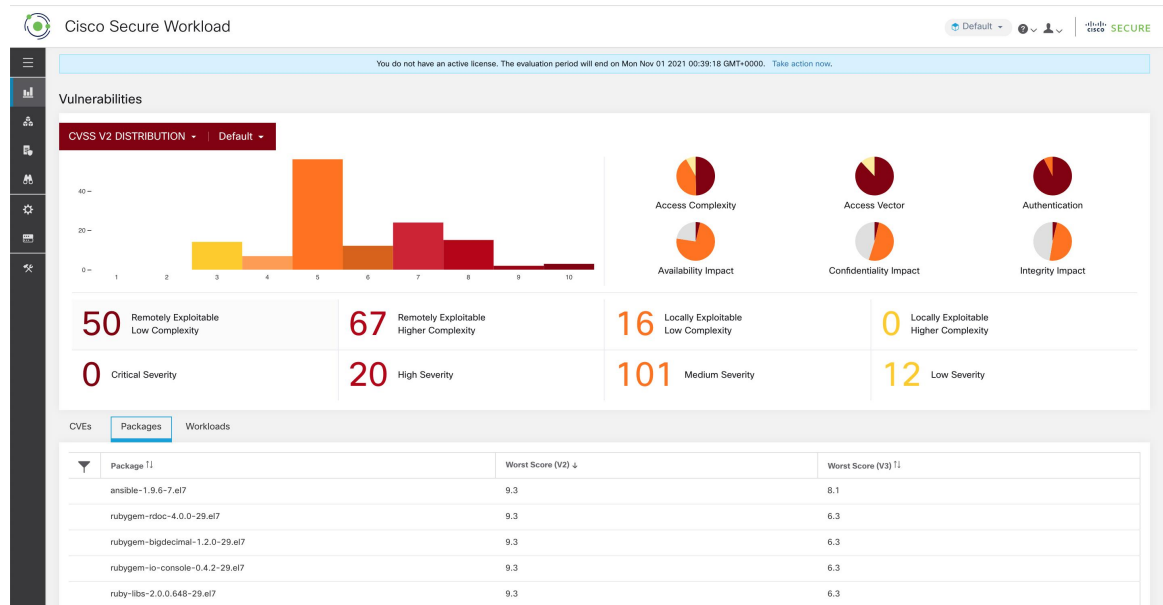 Cisco Secure Workload
Default
cisco SECURE
You do not have an active license. The evaluation period will end on Mon Nov 01 2021 00:39:18 GMT+0000. Take action now.
Vulnerabilities
CVSS V2 DISTRIBUTION | Default
40
20
0
1 2 3 4 5 6 7 8 9 10
Access Complexity
Access Vector
Authentication
Availability Impact
Confidentiality Impact
Integrity Impact
50 Remotely Exploitable
Low Complexity
67 Remotely Exploitable
Higher Complexity
16 Locally Exploitable
Low Complexity
0 Locally Exploitable
Higher Complexity
0 Critical Severity
20 High Severity
101 Medium Severity
12 Low Severity
CVEs Packages Workloads
Package Worst Score (V2) Worst Score (V3)
ansible-1.9.6-7.el7 9.3 8.1
rubygem-rdoc-4.0.0-29.el7 9.3 6.3
rubygem-bigdecimal-1.2.0-29.el7 9.3 6.3
rubygem-io-console-0.4.2-29.el7 9.3 6.3
ruby-libs-2.0.0.648-29.el7 9.3 6.3